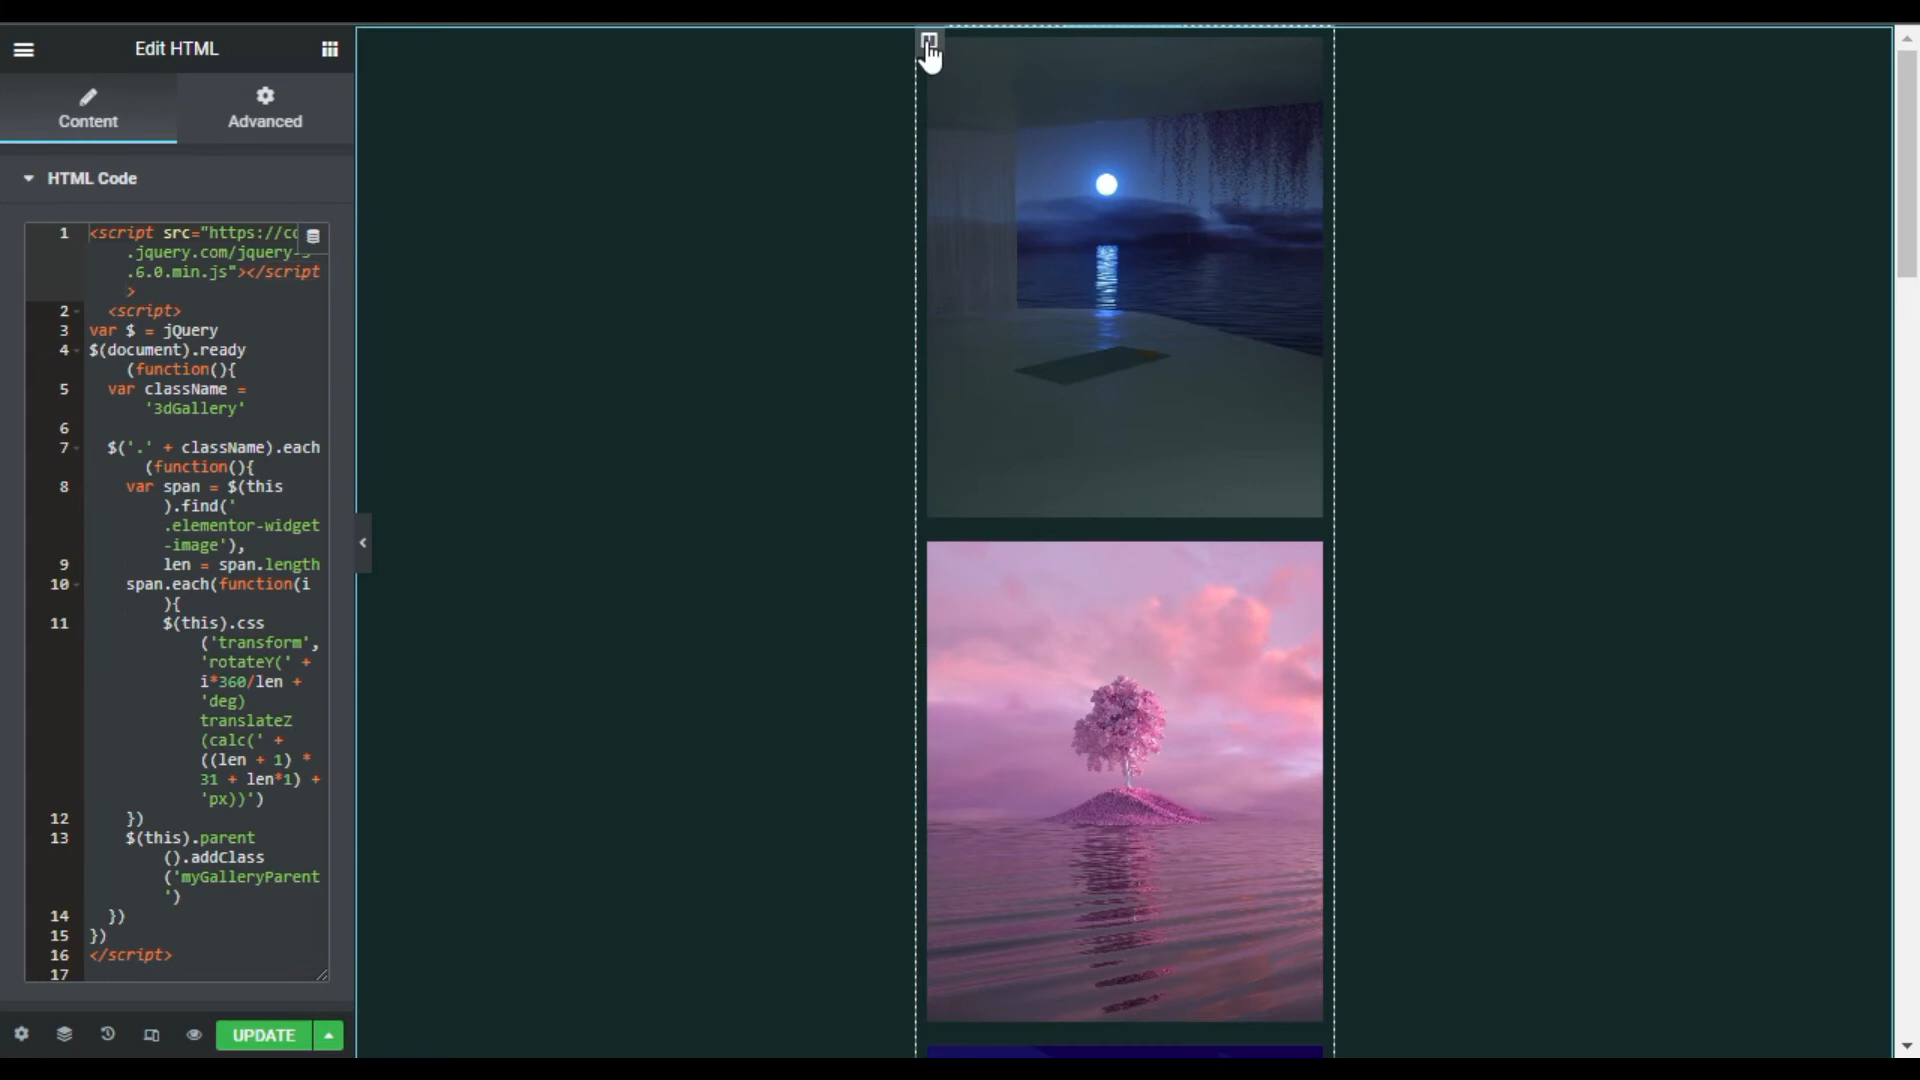 Edit HTML
Content
Advanced
HTML Code
1 <script src="https://co
.jquery.com/jquery-3
.6.0.min.js"></script
>
2 <script>
3 var $ = jQuery
4 $(document).ready
(function(){
5 var className =
'3dGallery'
6
7 $('.' + className).each
(function(){
8 var span = $(this
).find('
.elementor-widget
-image'),
9 len = span.length
10 span.each(function(i
){
11 $(this).css
('transform',
'rotateY(' +
i*360/len +
'deg)
translateZ
(calc(' +
((len + 1) *
31 + len*1) +
'px))')
12 })
13 $(this).parent
().addClass
('myGalleryParent
')
14 })
15 })
16 </script>
17
UPDATE